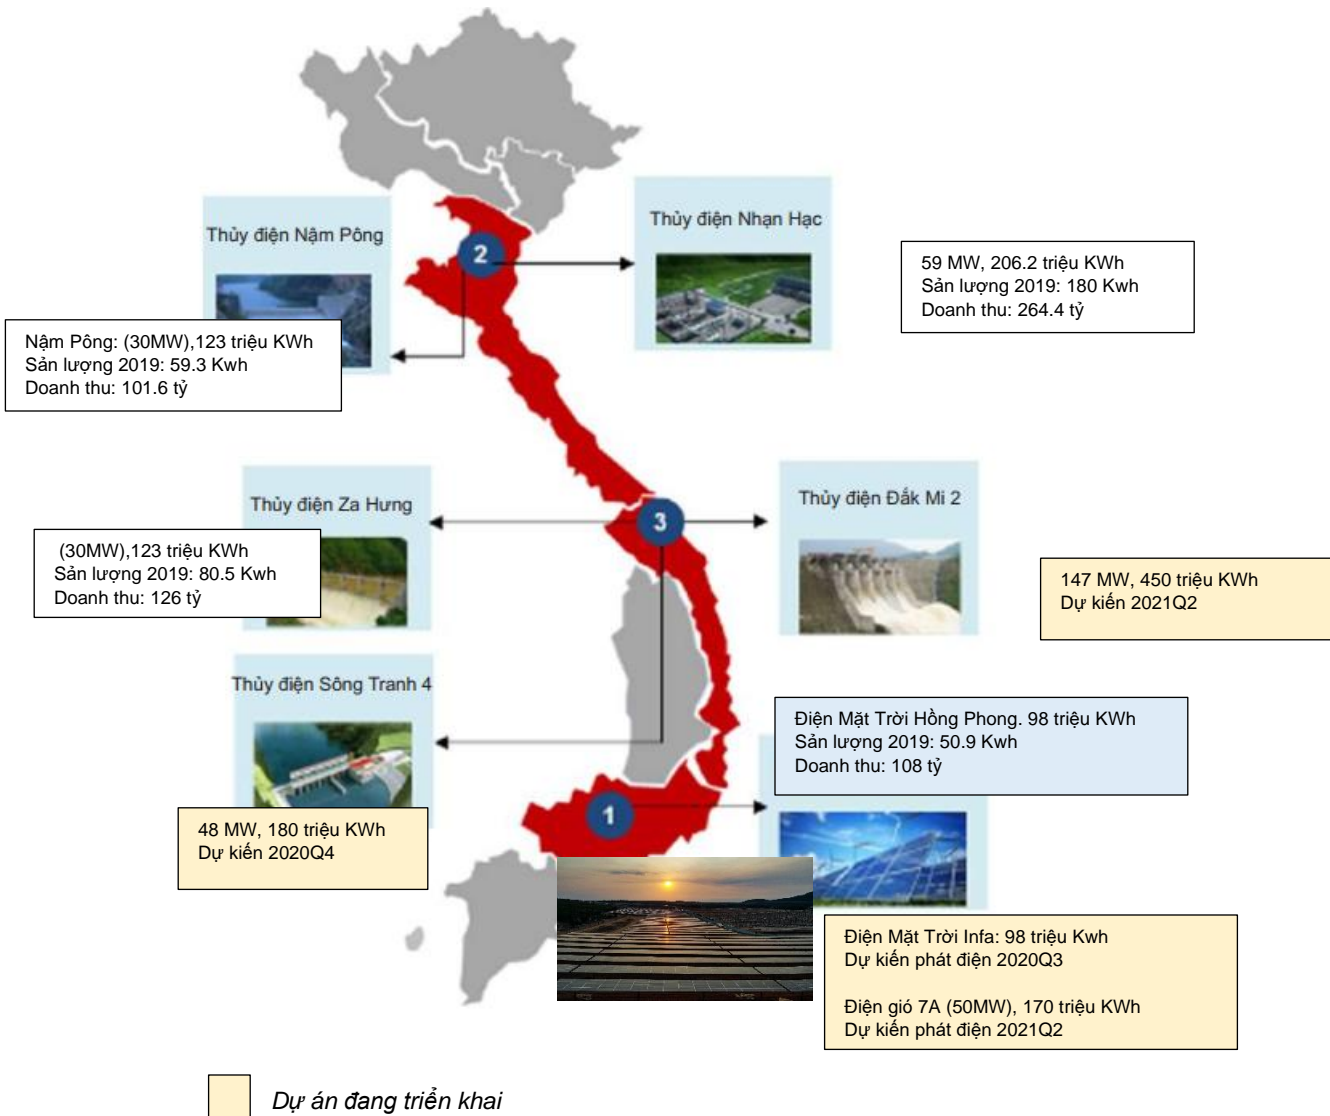 Thủy điện Nậm Pông
Thủy điện Nhạn Hạc
2
59 MW, 206.2 triệu KWh
Sản lượng 2019: 180 Kwh
Doanh thu: 264.4 tỷ
Nậm Pông: (30MW),123 triệu KWh
Sản lượng 2019: 59.3 Kwh
Doanh thu: 101.6 tỷ
Thủy điện Za Hưng
Thủy điện Đắk Mi 2
3
(30MW),123 triệu KWh
Sản lượng 2019: 80.5 Kwh
Doanh thu: 126 tỷ
147 MW, 450 triệu KWh
Dự kiến 2021Q2
Thủy điện Sông Tranh 4
Điện Mặt Trời Hồng Phong. 98 triệu KWh
Sản lượng 2019: 50.9 Kwh
Doanh thu: 108 tỷ
1
48 MW, 180 triệu KWh
Dự kiến 2020Q4
Điện Mặt Trời Infa: 98 triệu Kwh
Dự kiến phát điện 2020Q3
Điện gió 7A (50MW), 170 triệu KWh
Dự kiến phát điện 2021Q2
Dự án đang triển khai